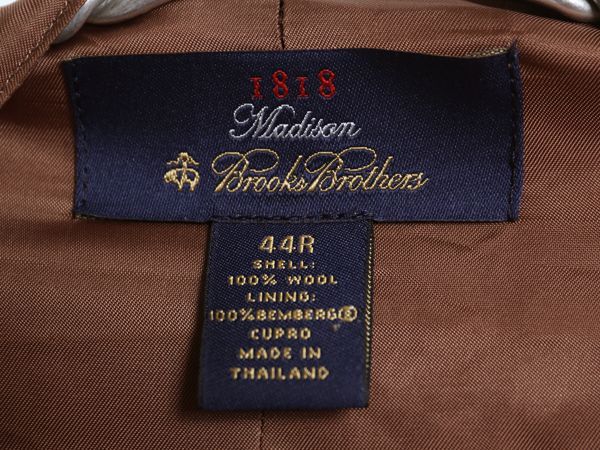 1818
Madison
Brooks Brothers
44R
SHELL:
100% WOOL
LINING:
100%BEMBERG®
CUPRO
MADE IN
THAILAND